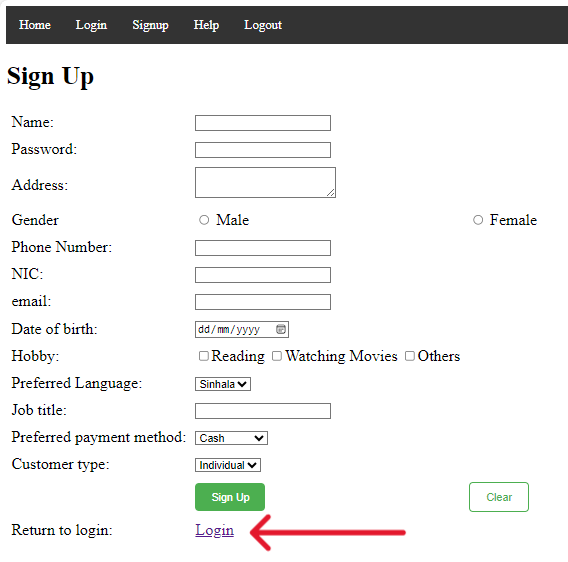 Home Login Signup Help Logout
Sign Up
Name:
Password:
Address:
Gender Male Female
Phone Number:
NIC:
email:
Date of birth: dd/mm/yyyy
Hobby: Reading Watching Movies Others
Preferred Language: Sinhala
Job title:
Preferred payment method: Cash
Customer type: Individual
Sign Up Clear
Return to login: Login